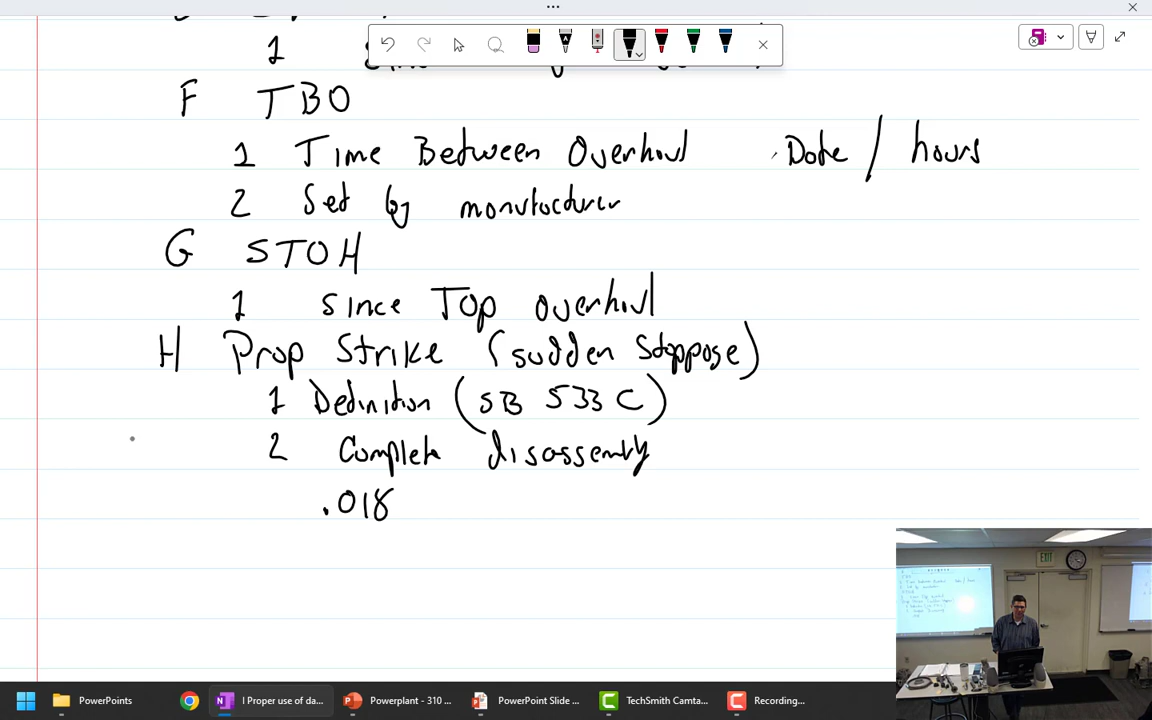 F TBO
1 Time Between Overhaul Date / hours
2 Set by manufacturer
G STOH
1 Since Top overhaul
H Prop Strike (sudden stoppage)
1 Definition (SB 533 C)
2 Complete disassembly
.018
EXIT
PowerPoints
I Proper use of da...
Powerplant - 310 ...
PowerPoint Slide ...
TechSmith Camta...
Recording...